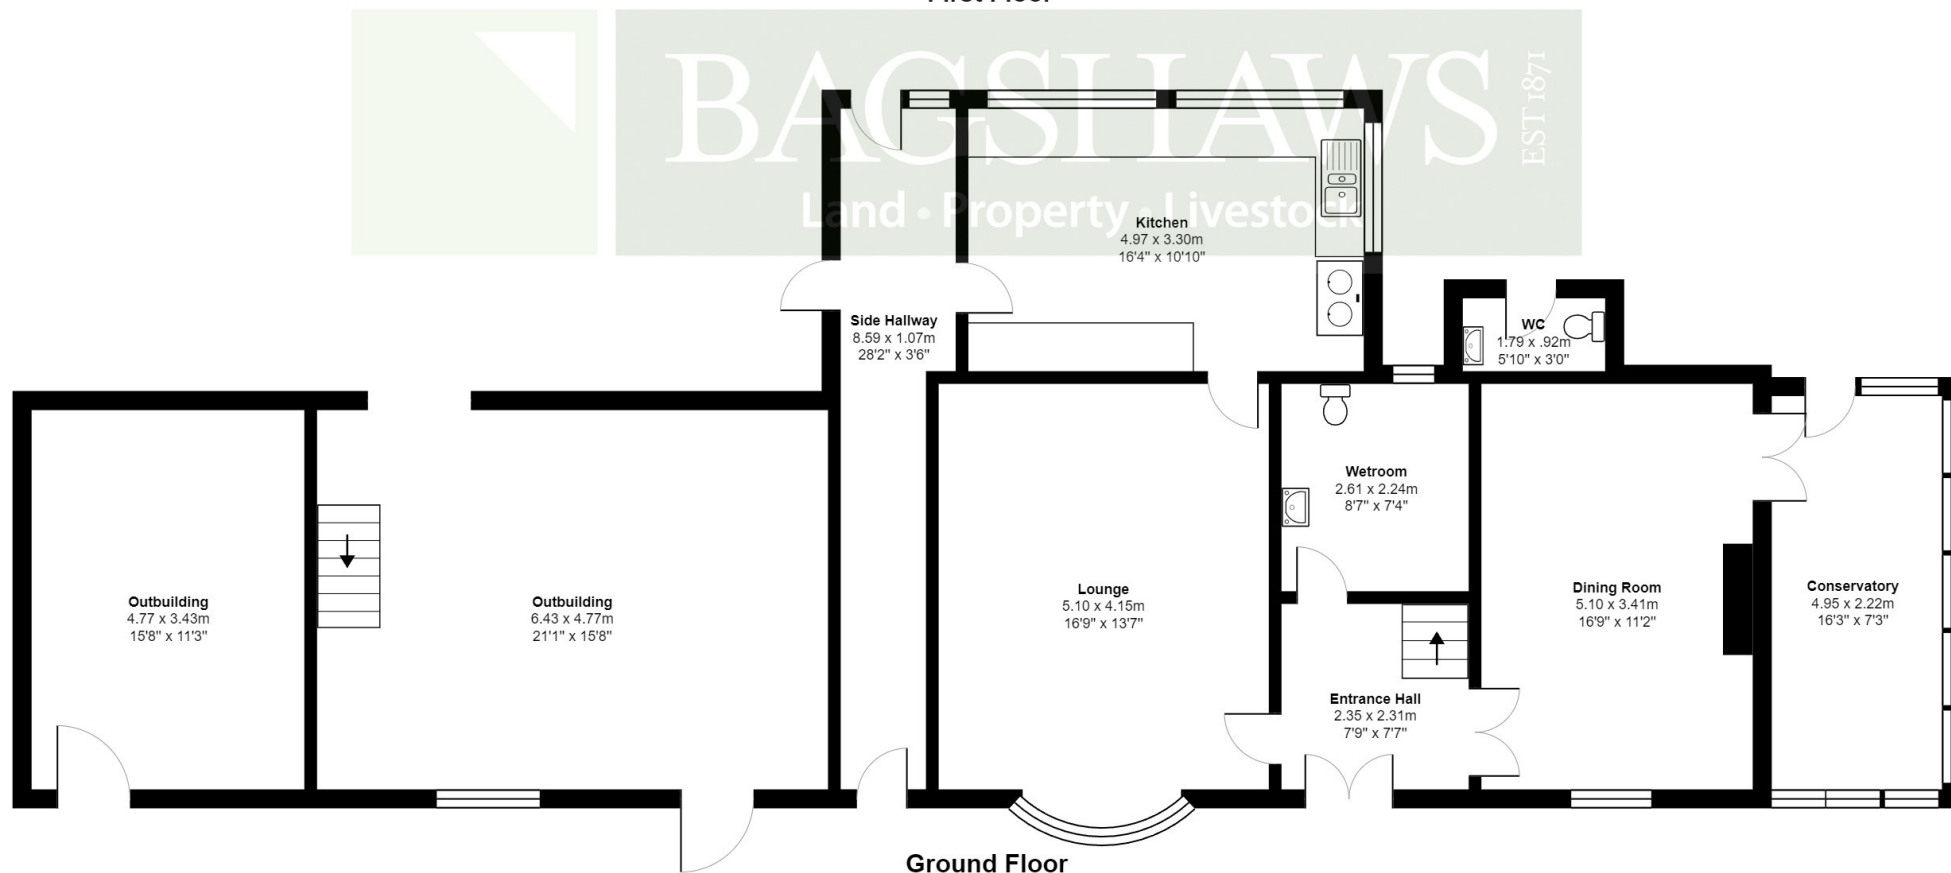 First Floor
BAGSHAWS
EST 1871
Land • Property • Livestock
Kitchen
4.97 x 3.30m
16'4" x 10'10"
Side Hallway
8.59 x 1.07m
28'2" x 3'6"
WC
1.79 x .92m
5'10" x 3'0"
Wetroom
2.61 x 2.24m
8'7" x 7'4"
Outbuilding
4.77 x 3.43m
15'8" x 11'3"
Outbuilding
6.43 x 4.77m
21'1" x 15'8"
Lounge
5.10 x 4.15m
16'9" x 13'7"
Dining Room
5.10 x 3.41m
16'9" x 11'2"
Conservatory
4.95 x 2.22m
16'3" x 7'3"
Entrance Hall
2.35 x 2.31m
7'9" x 7'7"
Ground Floor